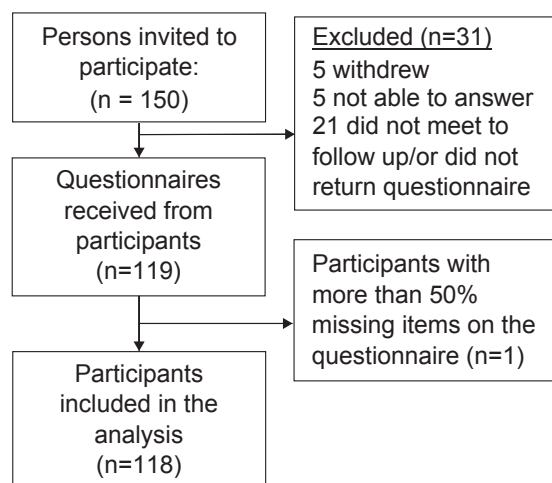 Persons invited to
participate:
(n = 150)
Excluded (n=31)
5 withdrew
5 not able to answer
21 did not meet to
follow up/or did not
return questionnaire
Questionnaires
received from
participants
(n=119)
Participants with
more than 50%
missing items on the
questionnaire (n=1)
Participants
included in the
analysis
(n=118)